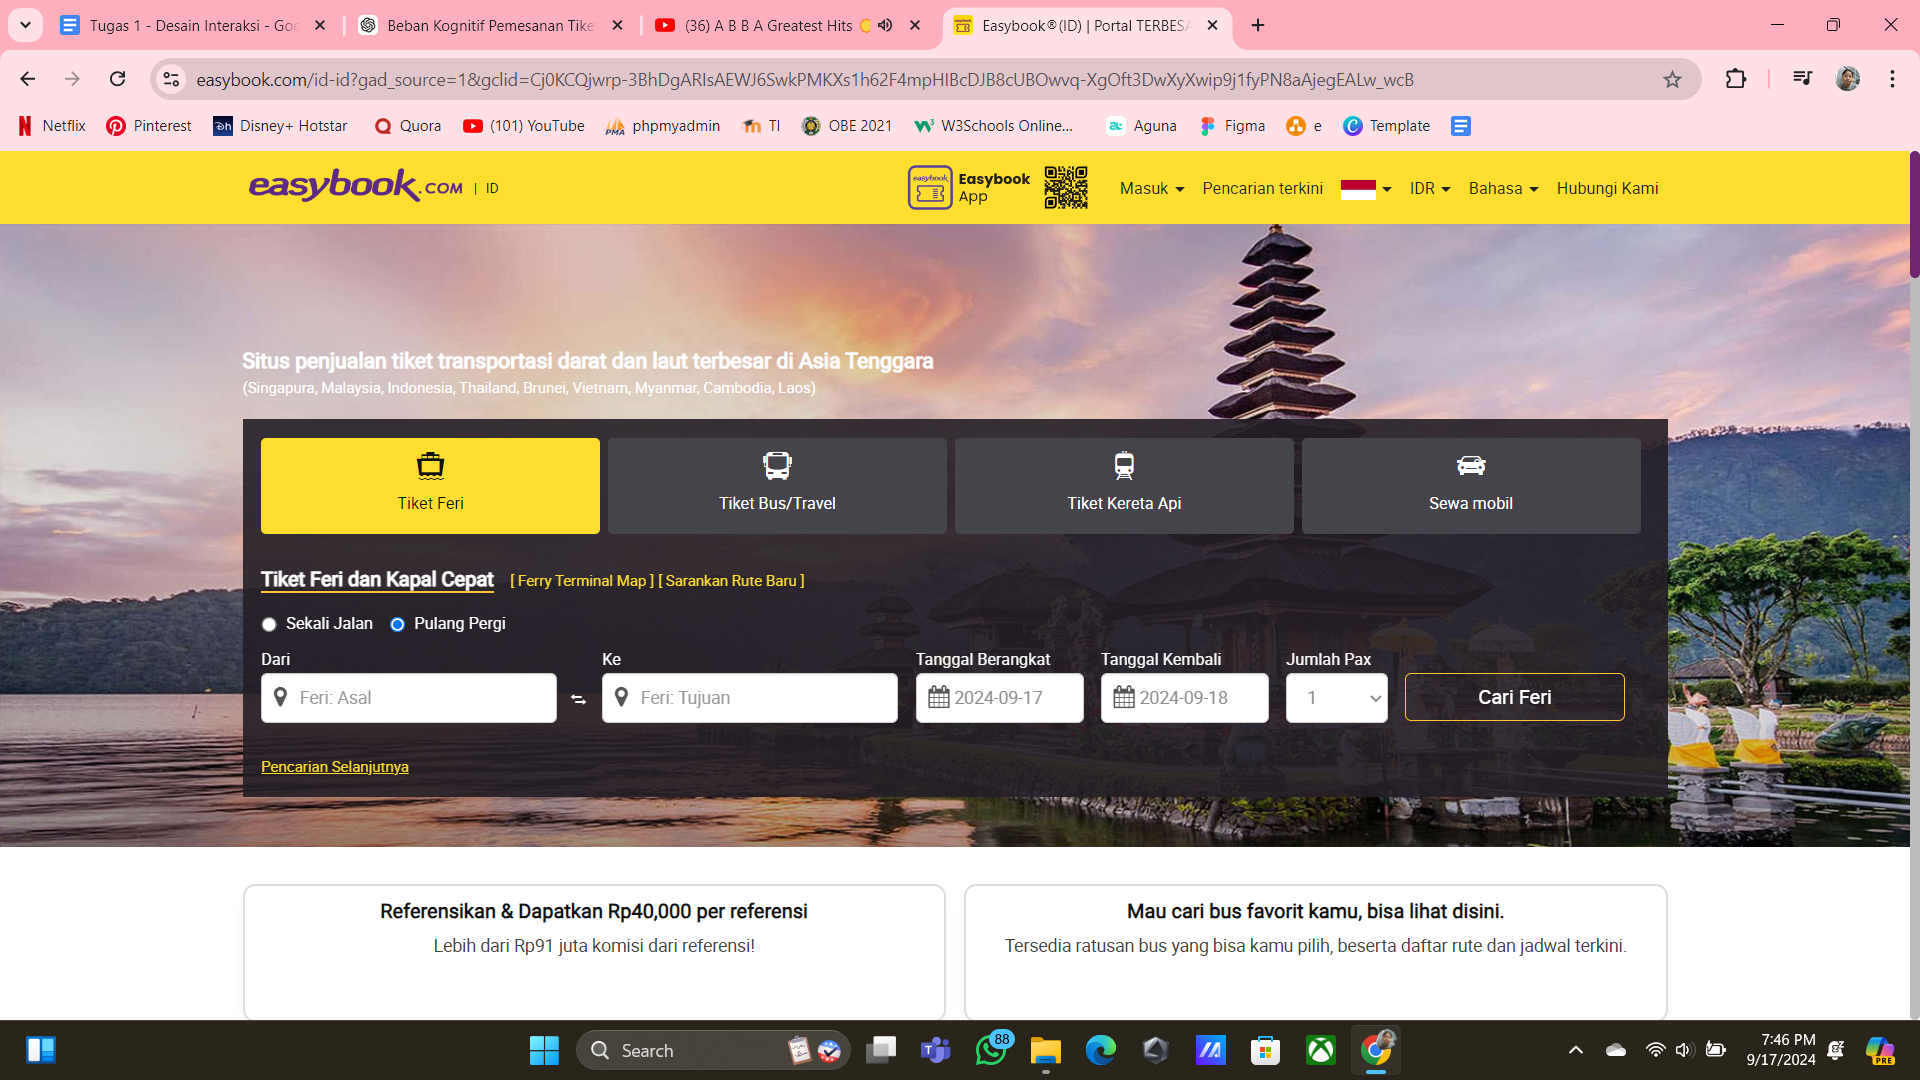 Tugas 1 - Desain Interaksi - Goo
Beban Kognitif Pemesanan Tike
(36) A B B A Greatest Hits
Easybook®(ID) | Portal TERBESA
easybook.com/id-id?gad_source=1&gclid=Cj0KCQjwrp-3BhDgARIsAEWJ6SwkPMKXs1h62F4mpHIBcDJB8cUBOwvq-XgOft3DwXyXwip9j1fyPN8aAjegEALw_wcB
Netflix
Pinterest
Disney+ Hotstar
Quora
(101) YouTube
phpmyadmin
TI
OBE 2021
W3Schools Online...
Aguna
Figma
e
Template
easybook.COM | ID
easybook
Easybook
App
Masuk
Pencarian terkini
IDR
Bahasa
Hubungi Kami
Situs penjualan tiket transportasi darat dan laut terbesar di Asia Tenggara
(Singapura, Malaysia, Indonesia, Thailand, Brunei, Vietnam, Myanmar, Cambodia, Laos)
Tiket Feri
Tiket Bus/Travel
Tiket Kereta Api
Sewa mobil
Tiket Feri dan Kapal Cepat [ Ferry Terminal Map ] [ Sarankan Rute Baru ]
Sekali Jalan Pulang Pergi
Dari
Ke
Tanggal Berangkat
Tanggal Kembali
Jumlah Pax
Feri: Asal
Feri: Tujuan
2024-09-17
2024-09-18
1
Cari Feri
Pencarian Selanjutnya
Referensikan & Dapatkan Rp40,000 per referensi
Lebih dari Rp91 juta komisi dari referensi!
Mau cari bus favorit kamu, bisa lihat disini.
Tersedia ratusan bus yang bisa kamu pilih, beserta daftar rute dan jadwal terkini.
Search
88
7:46 PM
9/17/2024
PRE